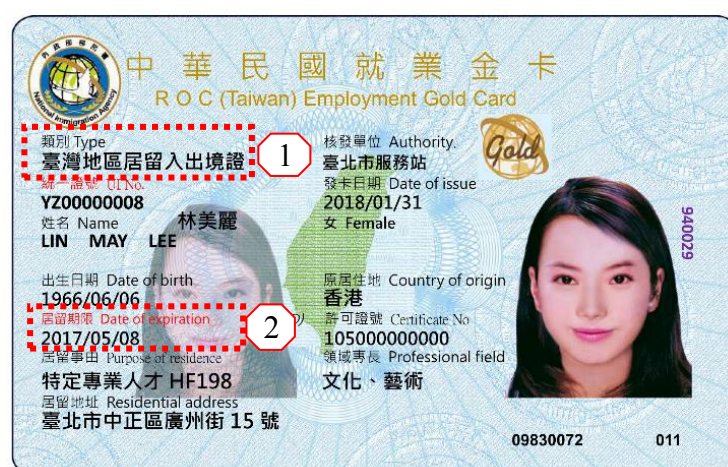 中華民國就業金卡
ROC (Taiwan) Employment Gold Card
National Immigration Agency
Gold
類別 Type
臺灣地區居留入出境證
1
核發單位 Authority.
臺北市服務站
統一證號 UI No.
YZ00000008
發卡日期 Date of issue
2018/01/31
姓名 Name 林美麗
LIN MAY LEE
女 Female
940029
出生日期 Date of birth
1966/06/06
原居住地 Country of origin
香港
居留期限 Date of expiration
2017/05/08
2
許可證號 Certificate No
105000000000
居留事由 Purpose of residence
特定專業人才 HF198
領域專長 Professional field
文化、藝術
居留地址 Residential address
臺北市中正區廣州街 15 號
09830072 011